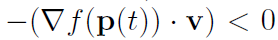 −(∇f(p(t)) · v) < 0